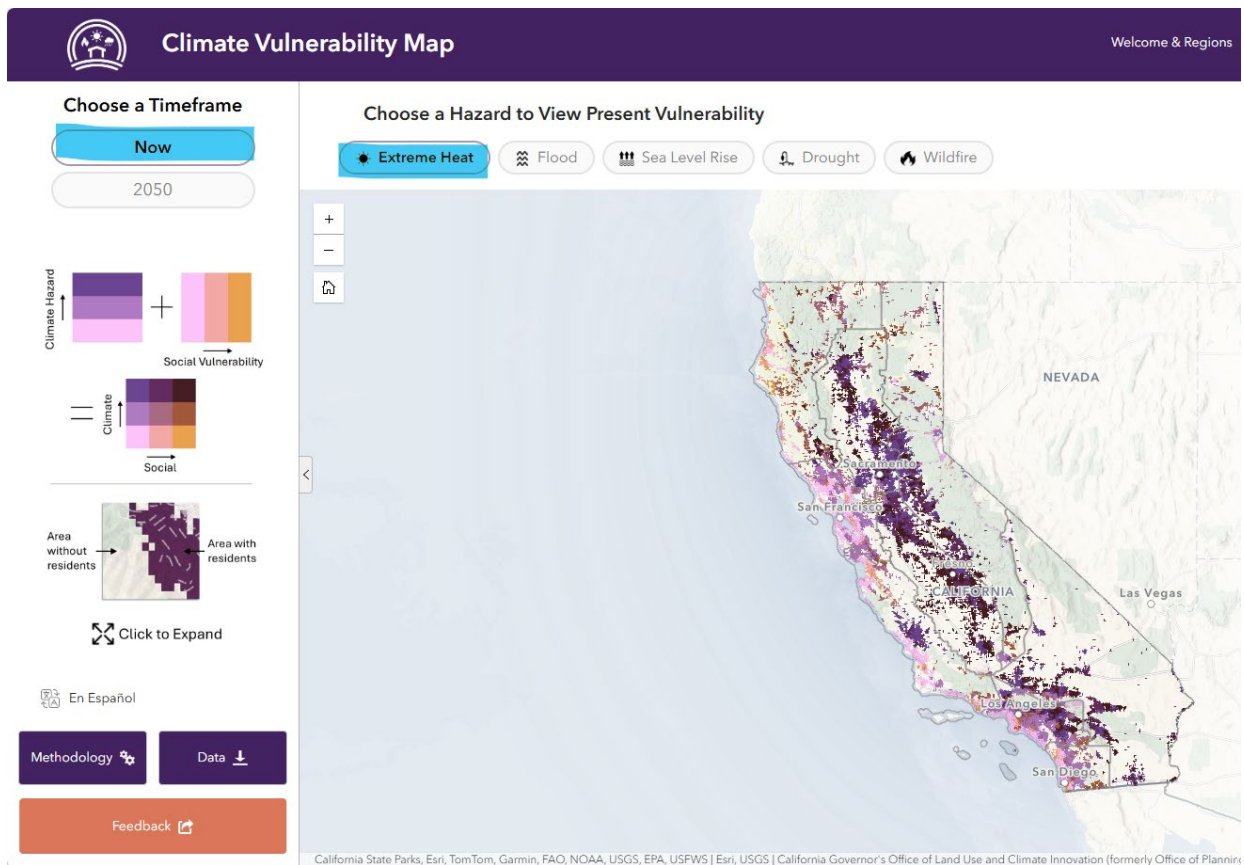 Climate Vulnerability Map
Welcome & Regions
Choose a Timeframe
Now
2050
Climate Hazard
Social Vulnerability
Climate
Social
Area without residents
Area with residents
Click to Expand
En Español
Methodology
Data
Feedback
Choose a Hazard to View Present Vulnerability
Extreme Heat
Flood
Sea Level Rise
Drought
Wildfire
+
−
NEVADA
Sacramento
San Francisco
Fresno
CALIFORNIA
Las Vegas
Los Angeles
San Diego
California State Parks, Esri, TomTom, Garmin, FAO, NOAA, USGS, EPA, USFWS | Esri, USGS | California Governor's Office of Land Use and Climate Innovation (formerly Office of Plannin